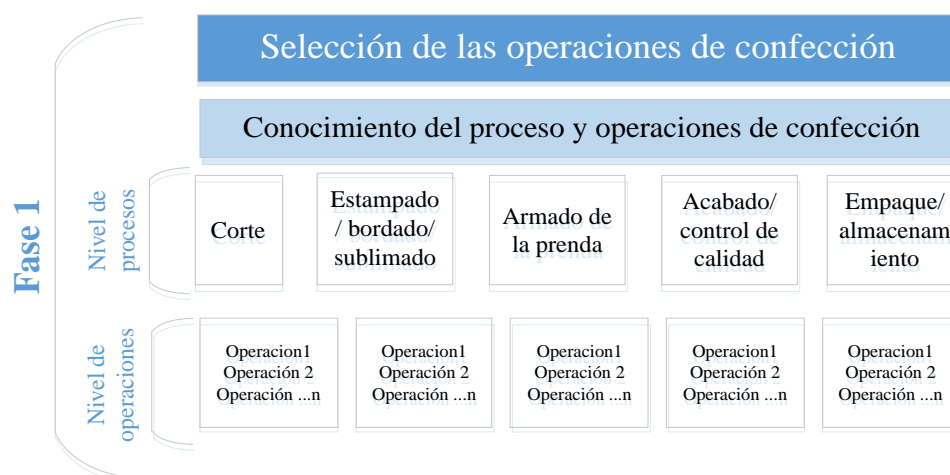 Fase 1
Selección de las operaciones de confección
Conocimiento del proceso y operaciones de confección
Nivel de
procesos
Corte
Estampado
/ bordado/
sublimado
Armado de
la prenda
Acabado/
control de
calidad
Empaque/
almacenam
iento
Nivel de
operaciones
Operacion1
Operación 2
Operación ...n
Operacion1
Operación 2
Operación ...n
Operacion1
Operación 2
Operación ...n
Operacion1
Operación 2
Operación ...n
Operacion1
Operación 2
Operación ...n